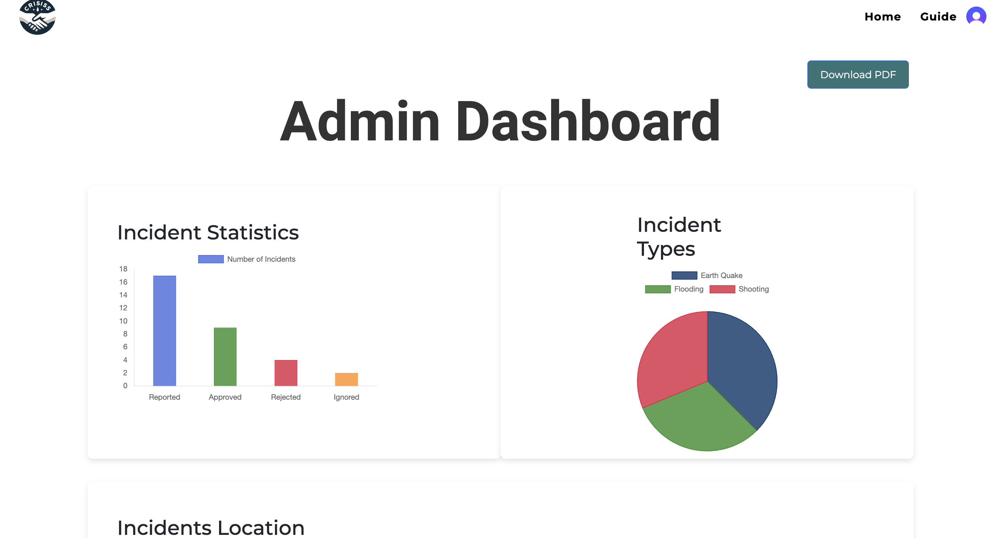 CRISISS
Home Guide
Download PDF
Admin Dashboard
Incident Statistics
Number of Incidents
18
16
14
12
10
8
6
4
2
0
Reported Approved Rejected Ignored
Incident
Types
Earth Quake
Flooding Shooting
Incidents Location